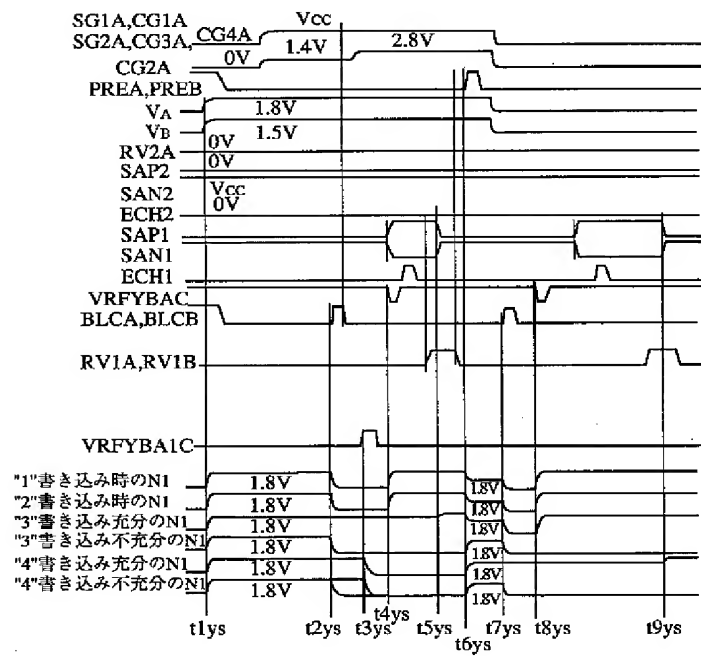 SG1A,CG1A Vcc
SG2A,CG3A,CG4A
0V 1.4V 2.8V
CG2A
PREA,PREB
VA 1.8V
VB 1.5V
0V
RV2A
0V
SAP2
SAN2 Vcc
0V
ECH2
SAP1
SAN1
ECH1
VRFYBAC
BLCA,BLCB
RV1A,RV1B
VRFYBA1C
"1"書き込み時のN1 1.8V 1.8V
"2"書き込み時のN1 1.8V 1.8V
"3"書き込み充分のN1 1.8V 1.8V
"3"書き込み不充分のN1 1.8V 1.8V
"4"書き込み充分のN1 1.8V 1.8V
"4"書き込み不充分のN1 1.8V 1.8V
t1ys t2ys t3ys t4ys t5ys t6ys t7ys t8ys t9ys